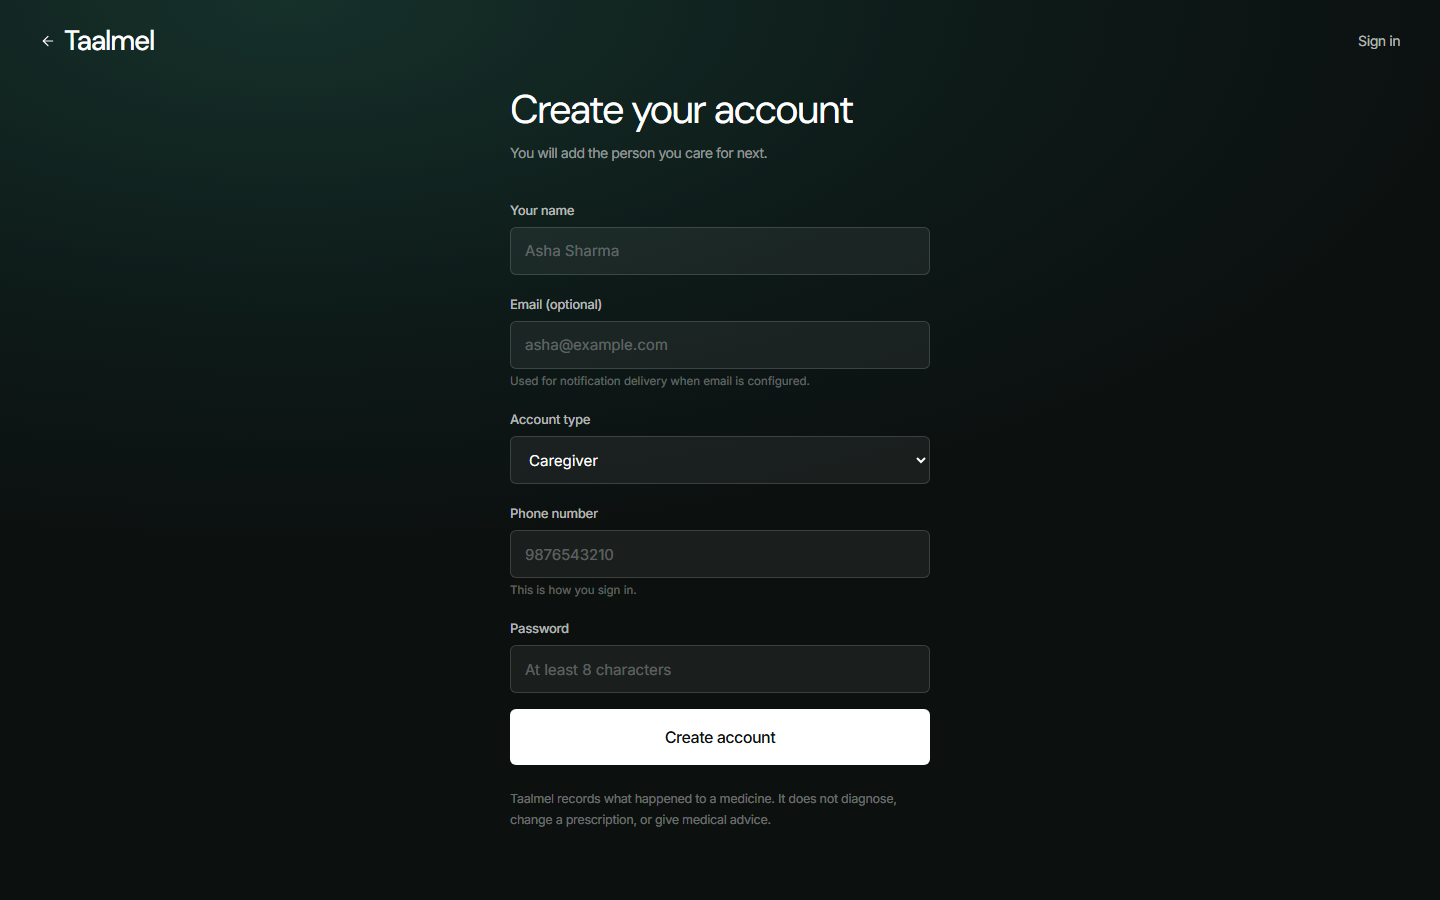 Taalmel
Sign in
Create your account
You will add the person you care for next.
Your name
Asha Sharma
Email (optional)
asha@example.com
Used for notification delivery when email is configured.
Account type
Caregiver
Phone number
9876543210
This is how you sign in.
Password
At least 8 characters
Create account
Taalmel records what happened to a medicine. It does not diagnose,
change a prescription, or give medical advice.